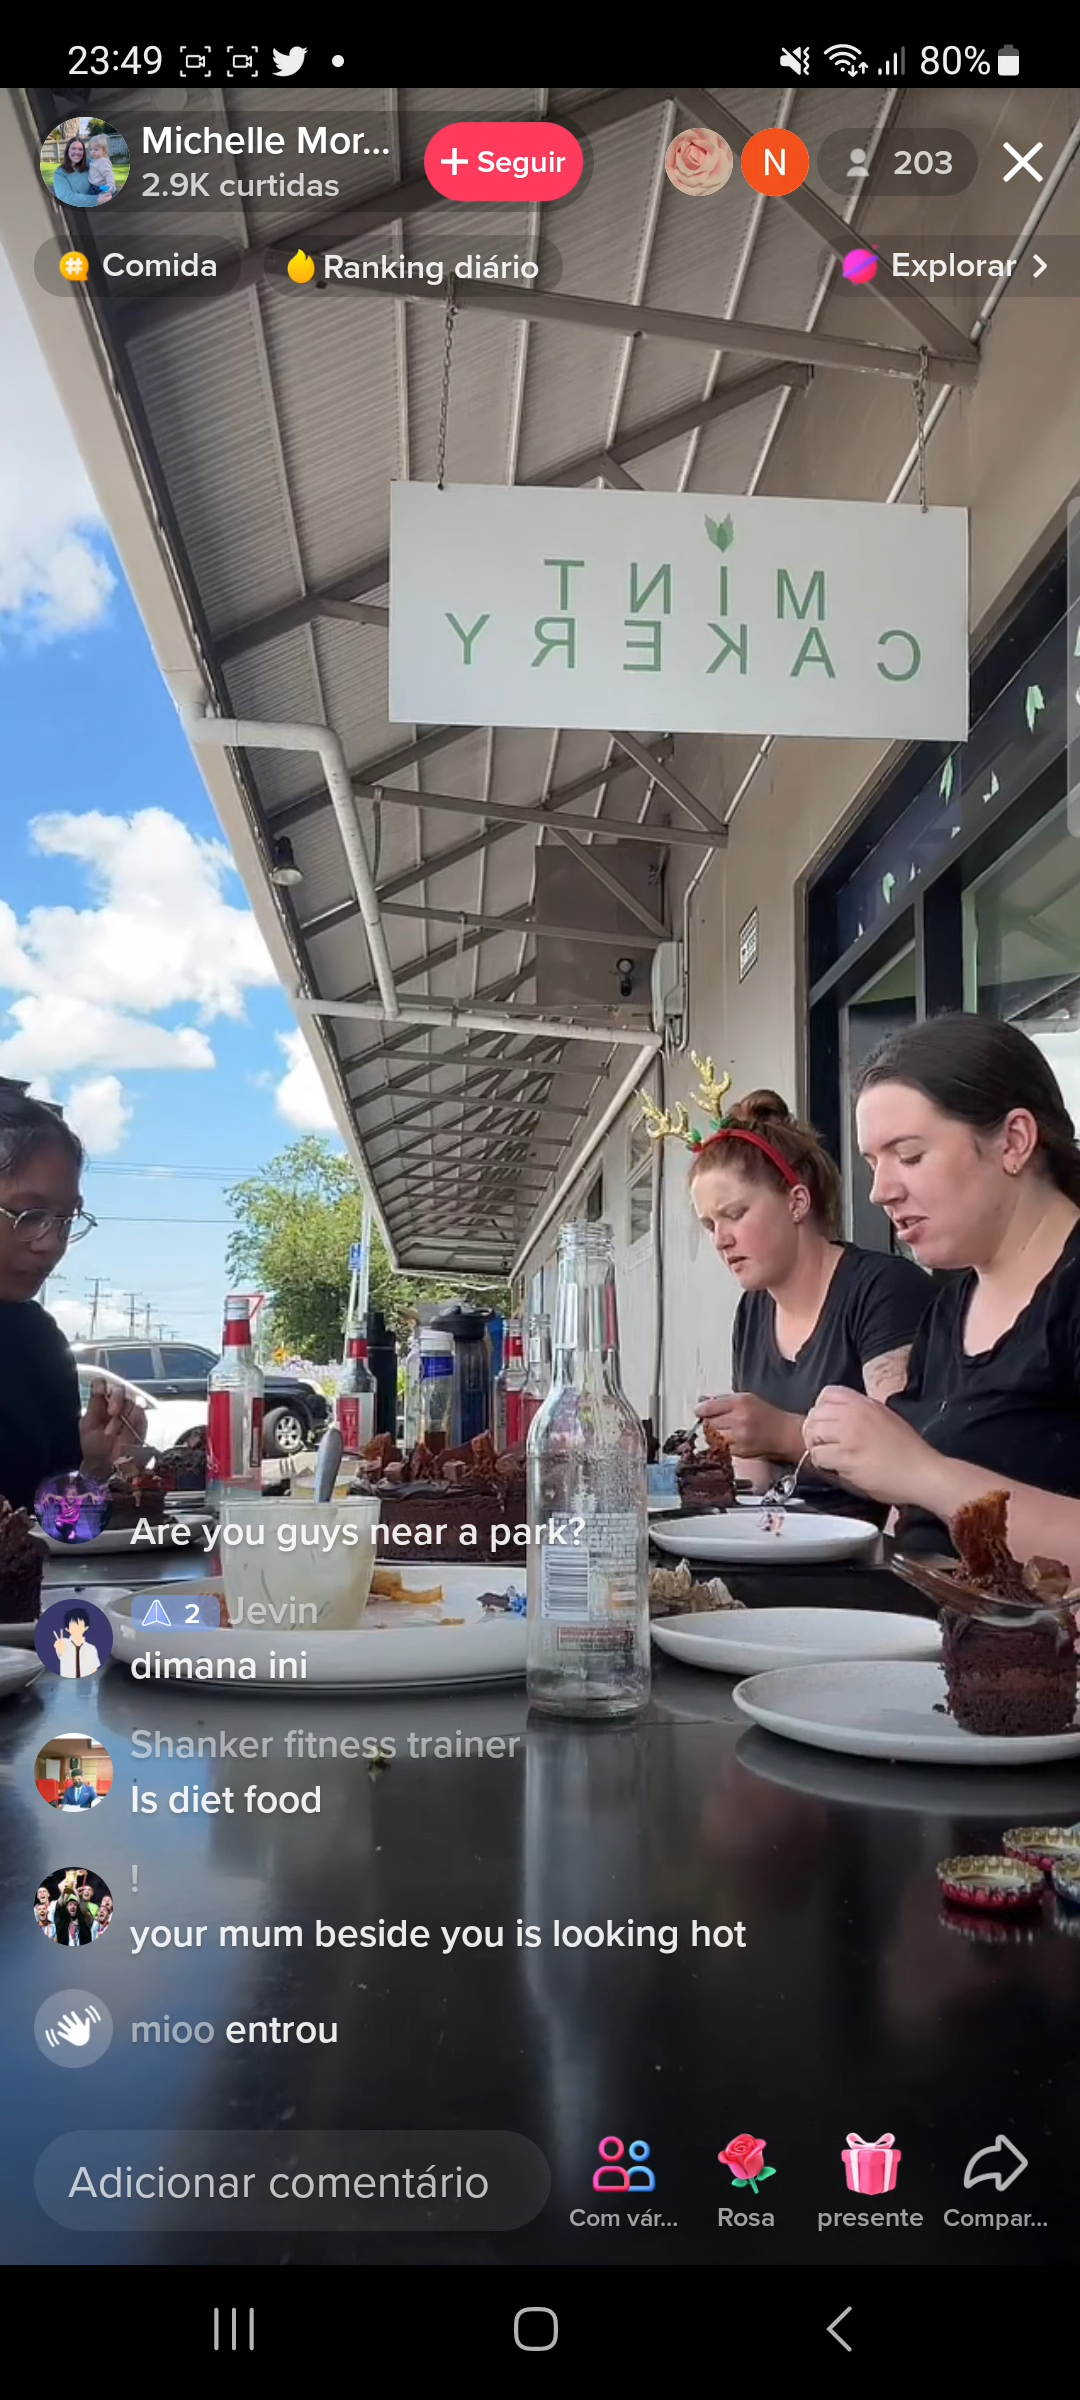 23:49
80%
Michelle Mor...
2.9K curtidas
+ Seguir
N
203
Comida
Ranking diário
Explorar >
MINT
CAKERY
Are you guys near a park?
2 Jevin
dimana ini
Shanker fitness trainer
Is diet food
!
your mum beside you is looking hot
mioo entrou
Adicionar comentário
Com vár...
Rosa
presente
Compar...